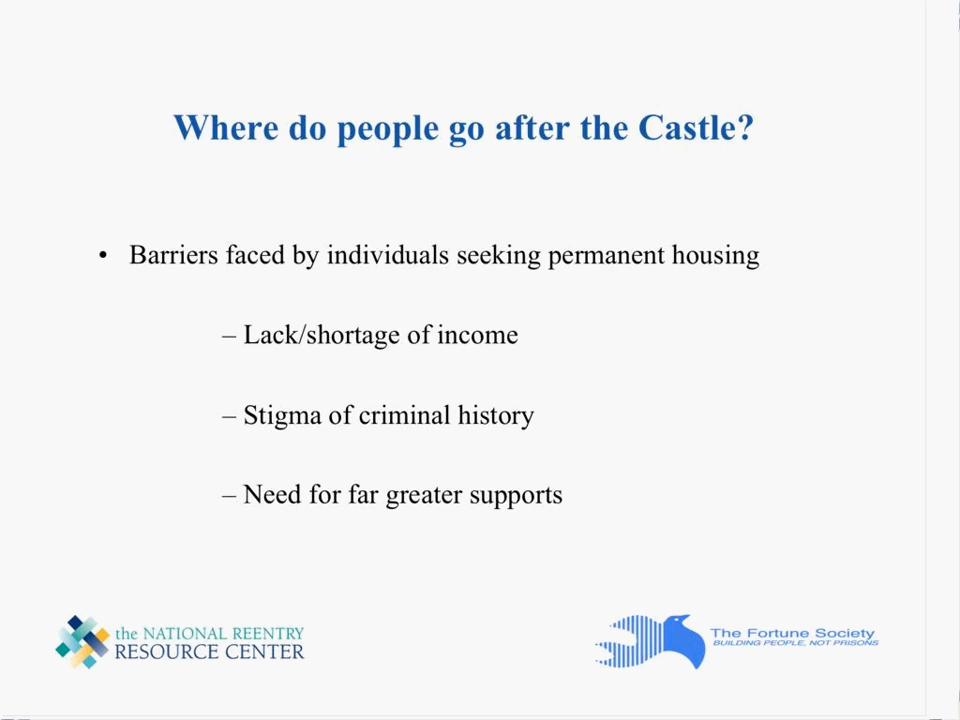 Where do people go after the Castle?
• Barriers faced by individuals seeking permanent housing
– Lack/shortage of income
– Stigma of criminal history
– Need for far greater supports
the NATIONAL REENTRY
RESOURCE CENTER
The Fortune Society
BUILDING PEOPLE, NOT PRISONS